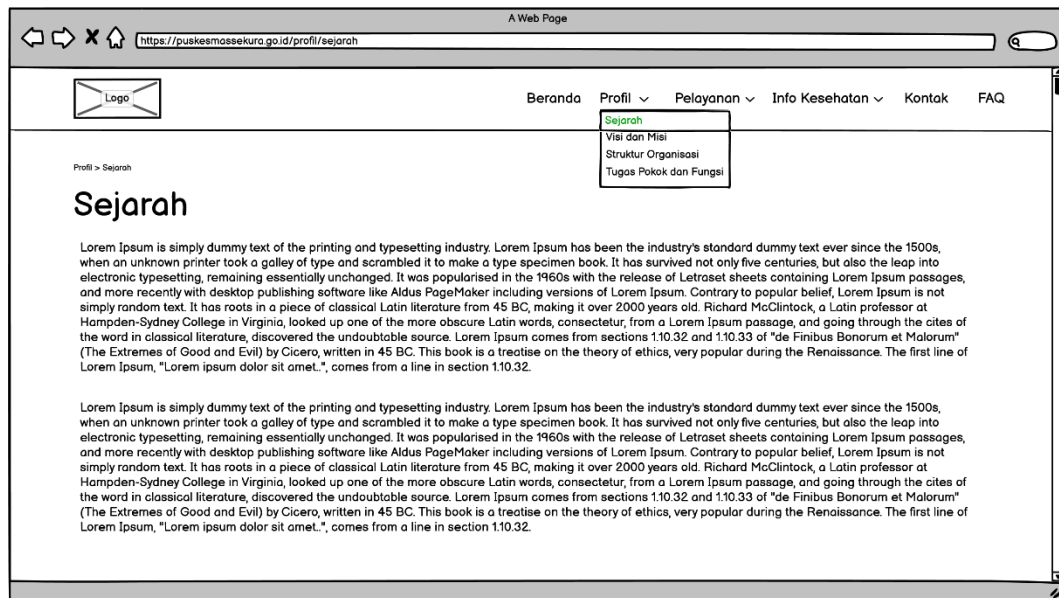 A Web Page
https://puskesmassekura.go.id/profil/sejarah
Logo
Beranda Profil Pelayanan Info Kesehatan Kontak FAQ
Sejarah
Visi dan Misi
Struktur Organisasi
Tugas Pokok dan Fungsi
Profil > Sejarah
Sejarah
Lorem Ipsum is simply dummy text of the printing and typesetting industry. Lorem Ipsum has been the industry's standard dummy text ever since the 1500s,
when an unknown printer took a galley of type and scrambled it to make a type specimen book. It has survived not only five centuries, but also the leap into
electronic typesetting, remaining essentially unchanged. It was popularised in the 1960s with the release of Letraset sheets containing Lorem Ipsum passages,
and more recently with desktop publishing software like Aldus PageMaker including versions of Lorem Ipsum. Contrary to popular belief, Lorem Ipsum is not
simply random text. It has roots in a piece of classical Latin literature from 45 BC, making it over 2000 years old. Richard McClintock, a Latin professor at
Hampden-Sydney College in Virginia, looked up one of the more obscure Latin words, consectetur, from a Lorem Ipsum passage, and going through the cites of
the word in classical literature, discovered the undoubtable source. Lorem Ipsum comes from sections 1.10.32 and 1.10.33 of "de Finibus Bonorum et Malorum"
(The Extremes of Good and Evil) by Cicero, written in 45 BC. This book is a treatise on the theory of ethics, very popular during the Renaissance. The first line of
Lorem Ipsum, "Lorem ipsum dolor sit amet..", comes from a line in section 1.10.32.
Lorem Ipsum is simply dummy text of the printing and typesetting industry. Lorem Ipsum has been the industry's standard dummy text ever since the 1500s,
when an unknown printer took a galley of type and scrambled it to make a type specimen book. It has survived not only five centuries, but also the leap into
electronic typesetting, remaining essentially unchanged. It was popularised in the 1960s with the release of Letraset sheets containing Lorem Ipsum passages,
and more recently with desktop publishing software like Aldus PageMaker including versions of Lorem Ipsum. Contrary to popular belief, Lorem Ipsum is not
simply random text. It has roots in a piece of classical Latin literature from 45 BC, making it over 2000 years old. Richard McClintock, a Latin professor at
Hampden-Sydney College in Virginia, looked up one of the more obscure Latin words, consectetur, from a Lorem Ipsum passage, and going through the cites of
the word in classical literature, discovered the undoubtable source. Lorem Ipsum comes from sections 1.10.32 and 1.10.33 of "de Finibus Bonorum et Malorum"
(The Extremes of Good and Evil) by Cicero, written in 45 BC. This book is a treatise on the theory of ethics, very popular during the Renaissance. The first line of
Lorem Ipsum, "Lorem ipsum dolor sit amet..", comes from a line in section 1.10.32.